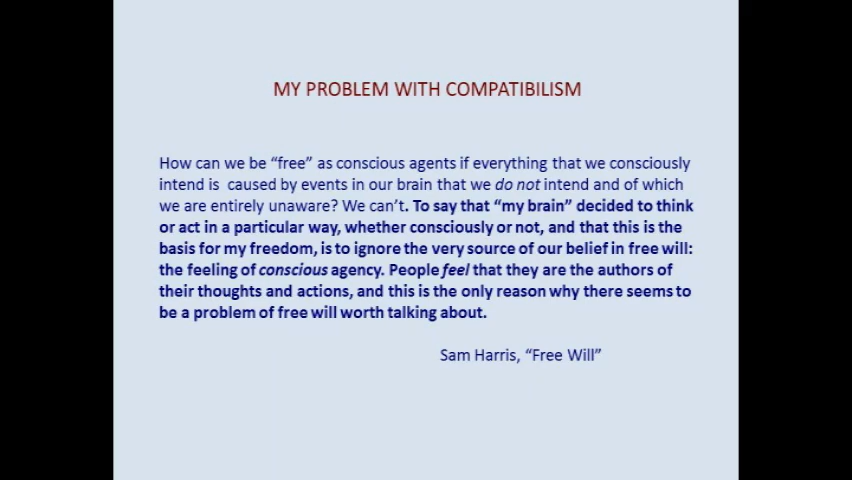 MY PROBLEM WITH COMPATIBILISM
How can we be “free” as conscious agents if everything that we consciously
intend is caused by events in our brain that we do not intend and of which
we are entirely unaware? We can’t. To say that “my brain” decided to think
or act in a particular way, whether consciously or not, and that this is the
basis for my freedom, is to ignore the very source of our belief in free will:
the feeling of conscious agency. People feel that they are the authors of
their thoughts and actions, and this is the only reason why there seems to
be a problem of free will worth talking about.
Sam Harris, “Free Will”